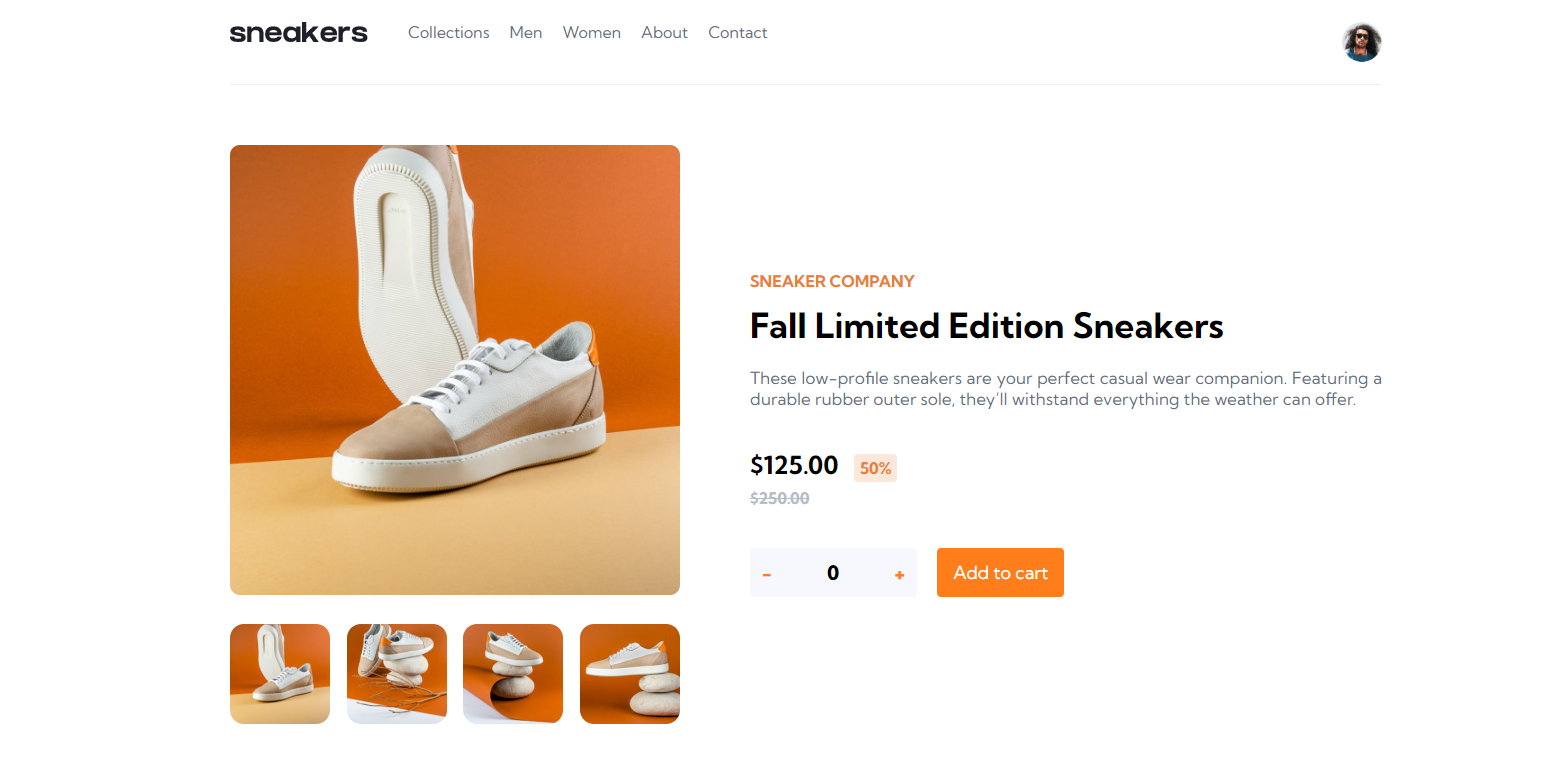 sneakers
Collections Men Women About Contact
SNEAKER COMPANY
Fall Limited Edition Sneakers
These low-profile sneakers are your perfect casual wear companion. Featuring a
durable rubber outer sole, they’ll withstand everything the weather can offer.
$125.00 50%
$250.00
- 0 + Add to cart